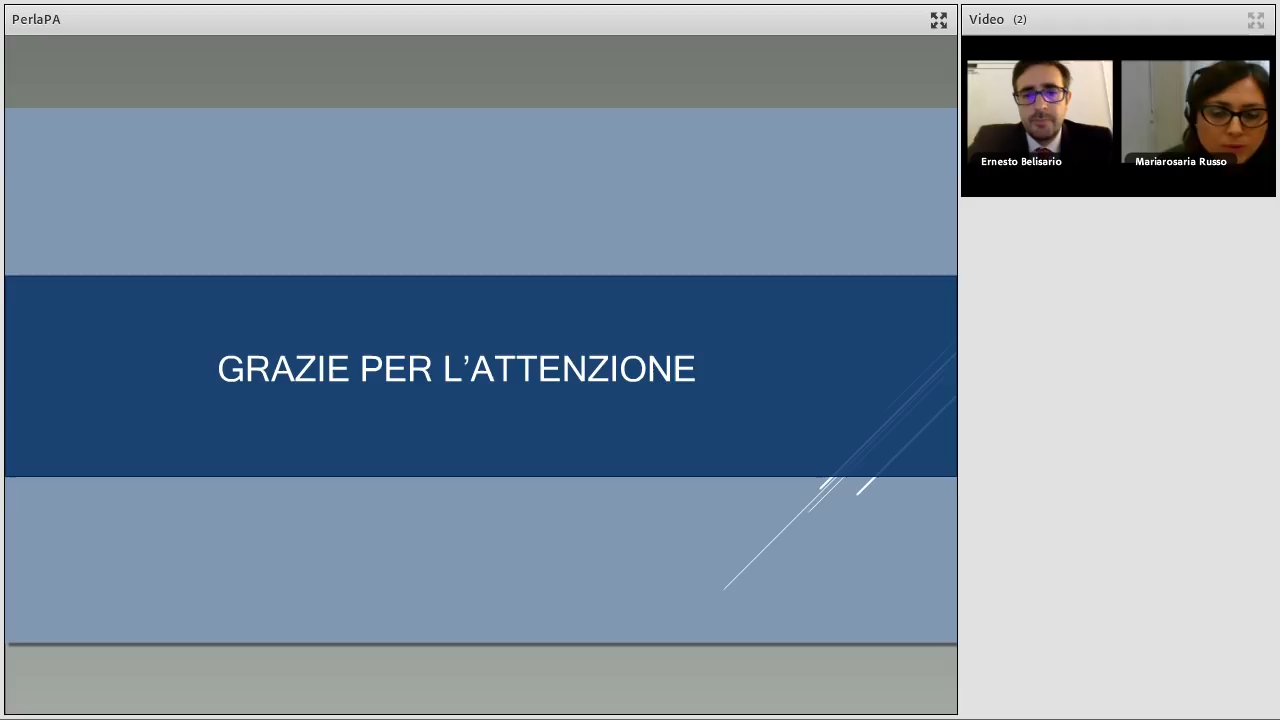 PerlaPA
Video (2)
Ernesto Belisario
Mariarosaria Russo
GRAZIE PER L’ATTENZIONE